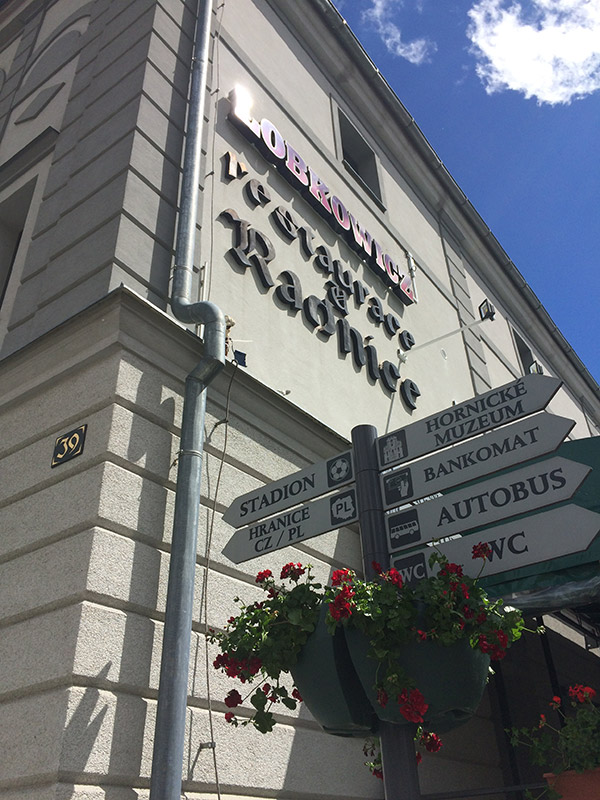 LOBKOWICZ
restaurace
&
Radnice
39
STADION
HRANICE
CZ / PL
PL
HORNICKÉ
MUZEUM
BANKOMAT
AUTOBUS
WC
WC